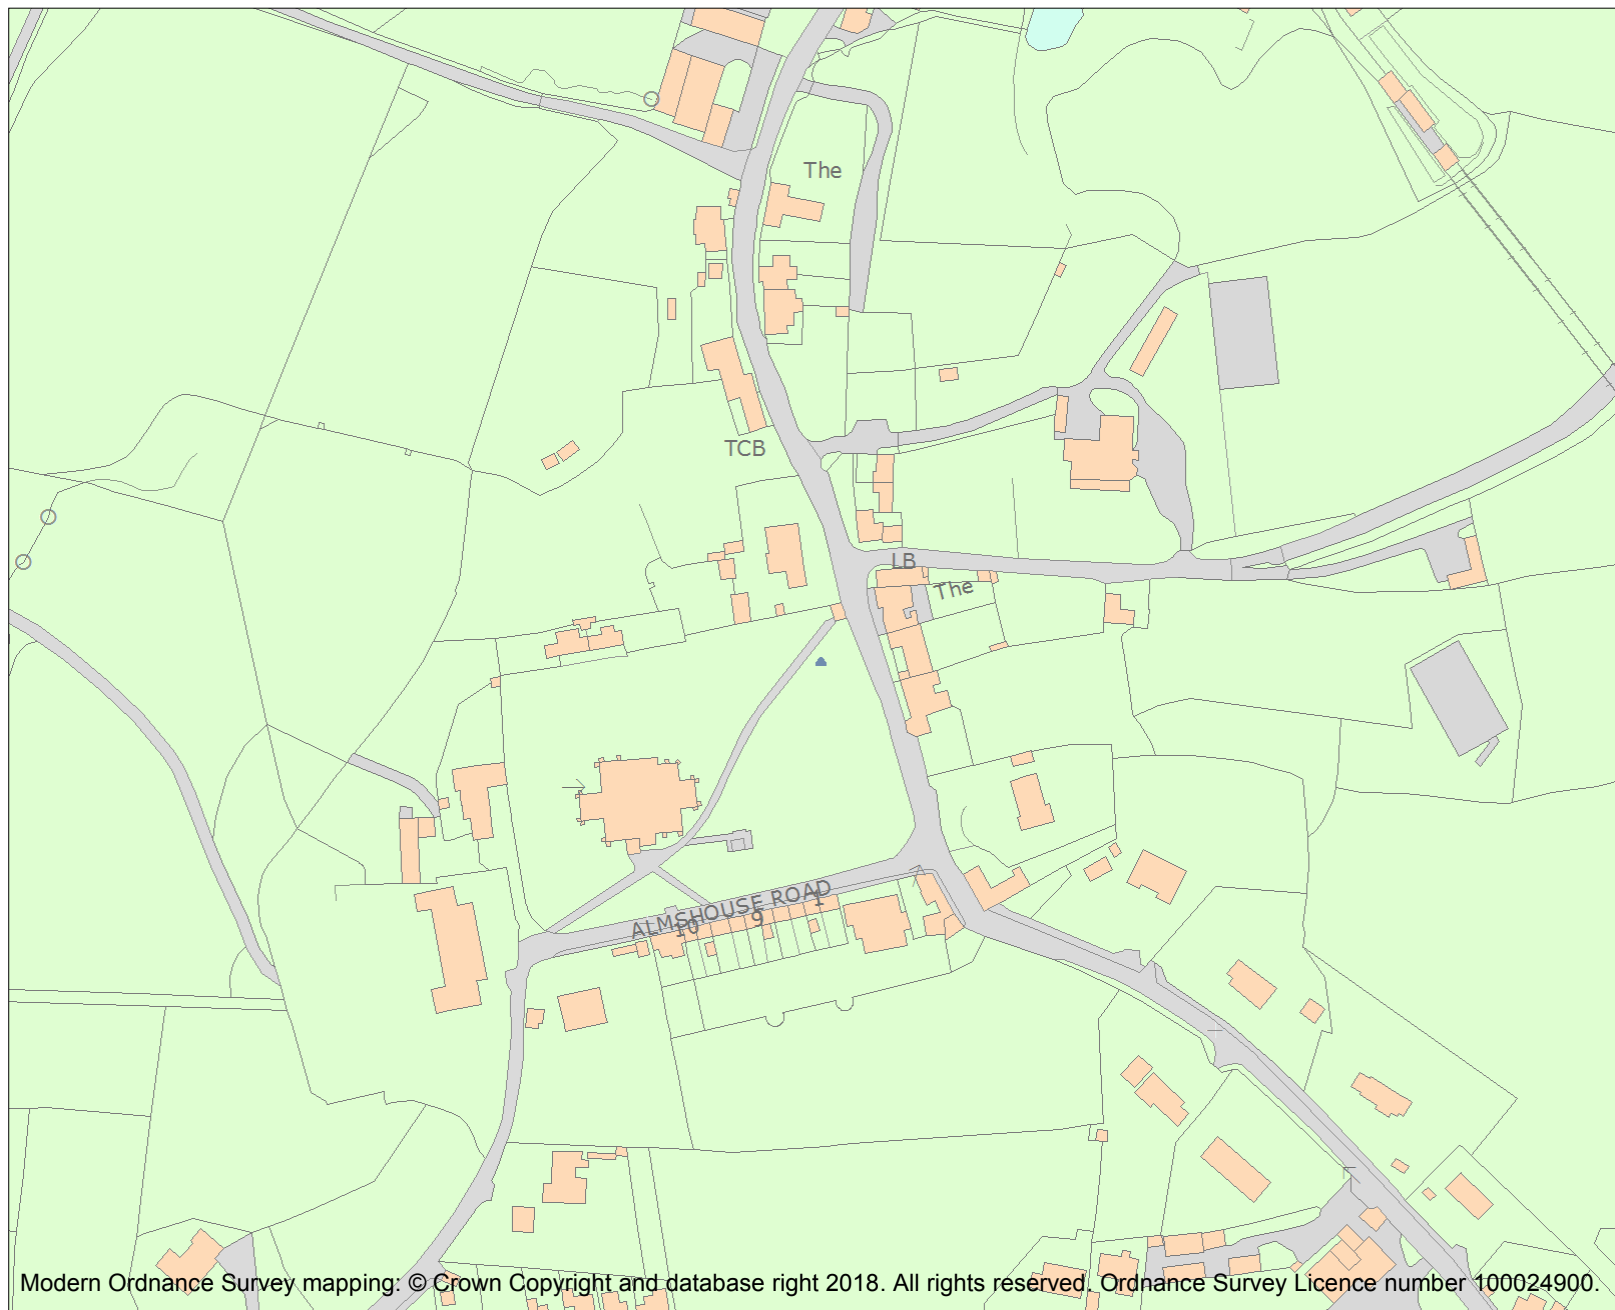 The
TCB
LB
The
ALMSHOUSE ROAD
1
9
10
Modern Ordnance Survey mapping: © Crown Copyright and database right 2018. All rights reserved. Ordnance Survey Licence number 100024900.